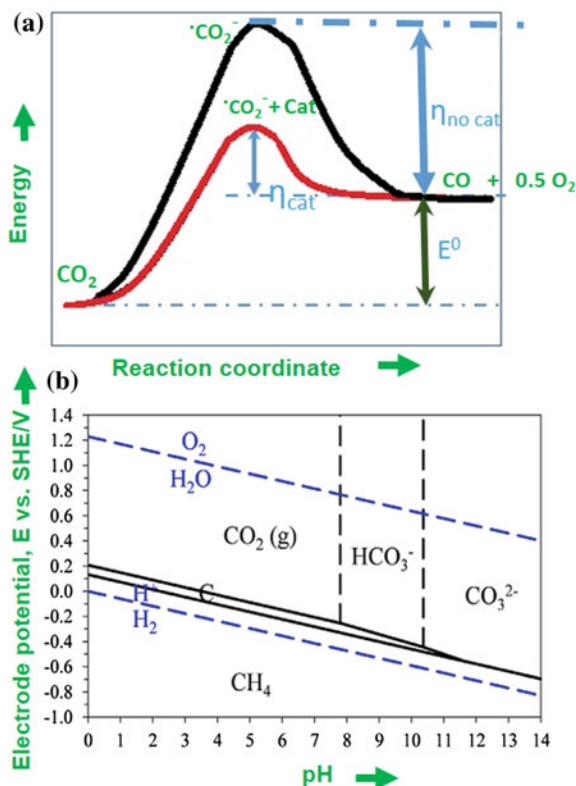 (a)
•CO₂⁻
•CO₂⁻ + Cat
η no cat
ηcat
CO + 0.5 O₂
E⁰
CO₂
Energy
Reaction coordinate
(b)
Electrode potential, E vs. SHE/V
1.4
1.2
1.0
0.8
0.6
0.4
0.2
0.0
-0.2
-0.4
-0.6
-0.8
-1.0
O₂
H₂O
CO₂ (g)
HCO₃⁻
CO₃²⁻
H⁺
C
H₂
CH₄
0 1 2 3 4 5 6 7 8 9 10 11 12 13 14
pH